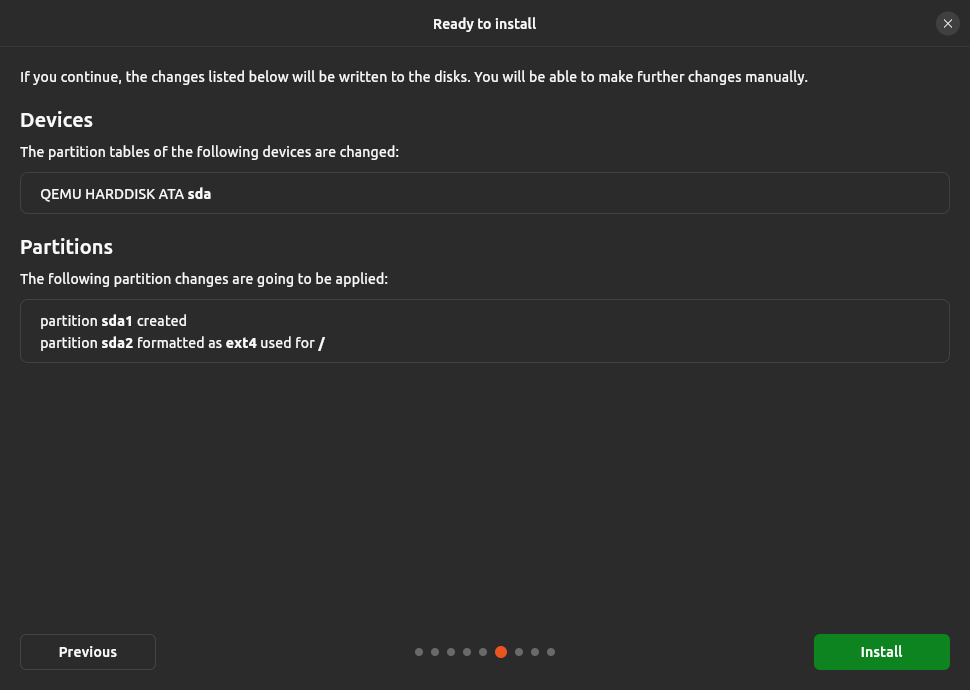 Ready to install
If you continue, the changes listed below will be written to the disks. You will be able to make further changes manually.
Devices
The partition tables of the following devices are changed:
QEMU HARDDISK ATA sda
Partitions
The following partition changes are going to be applied:
partition sda1 created
partition sda2 formatted as ext4 used for /
Previous
Install